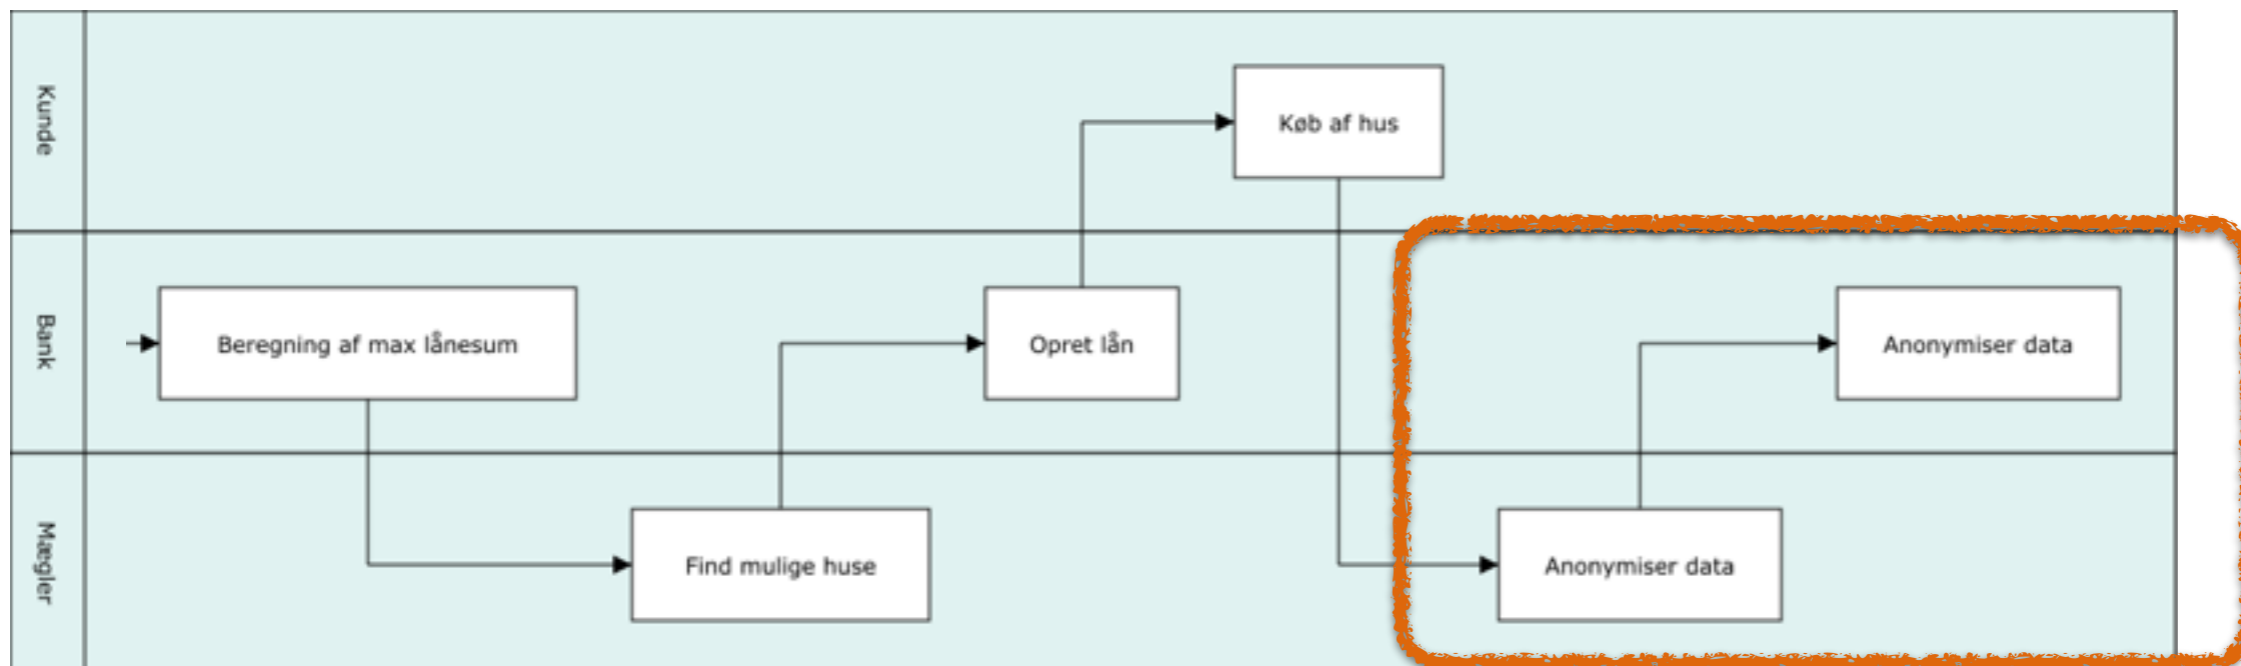 Kunde
Køb af hus
Bank
Beregning af max lånesum
Opret lån
Anonymiser data
Mægler
Find mulige huse
Anonymiser data